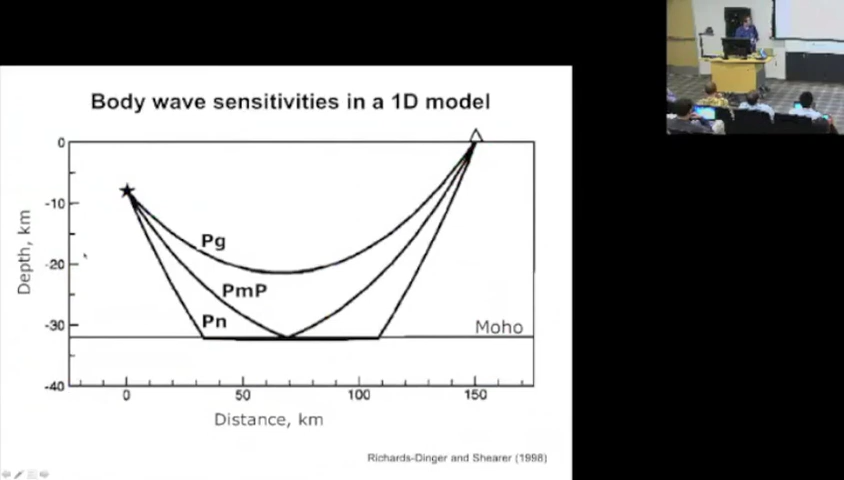 Body wave sensitivities in a 1D model
0
-10
-20
-30
-40
Depth, km
Pg
PmP
Pn
Moho
0
50
100
150
Distance, km
Richards-Dinger and Shearer (1998)